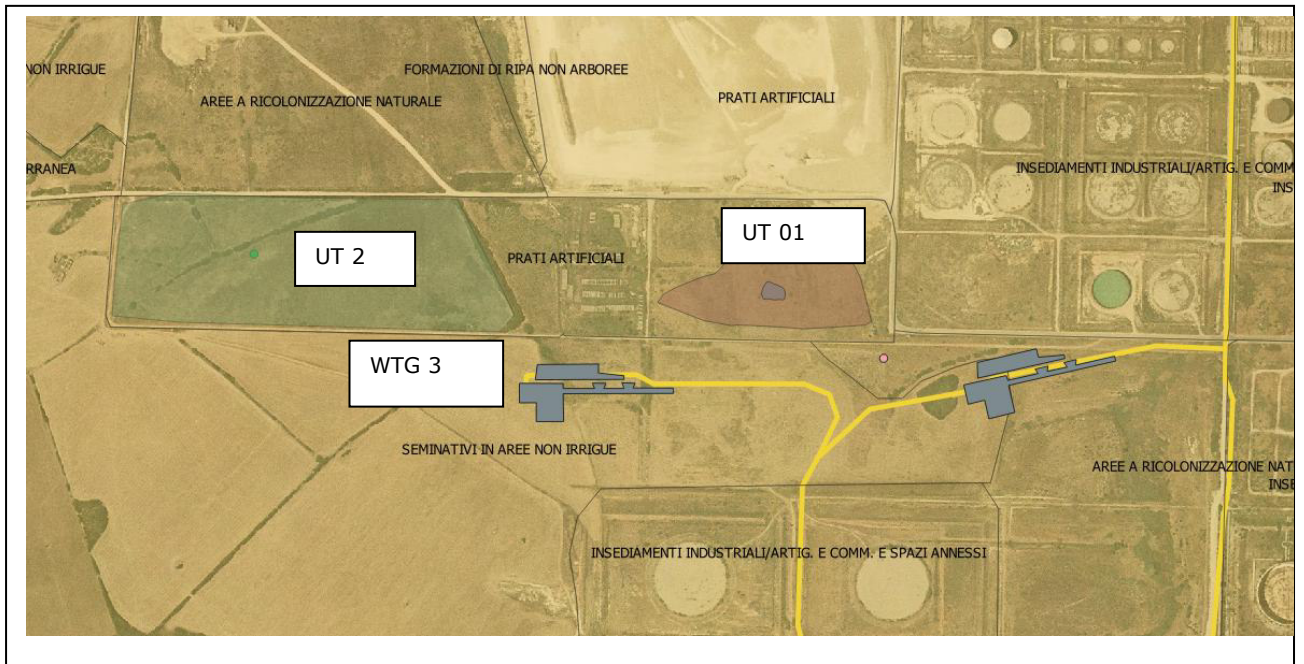 NON IRRIGUE
FORMAZIONI DI RIPA NON ARBOREE
AREE A RICOLONIZZAZIONE NATURALE
PRATI ARTIFICIALI
RRANEA
INSEDIAMENTI INDUSTRIALI/ARTIG. E COMM
INS
UT 01
UT 2
PRATI ARTIFICIALI
WTG 3
SEMINATIVI IN AREE NON IRRIGUE
AREE A RICOLONIZZAZIONE NAT
INSE
INSEDIAMENTI INDUSTRIALI/ARTIG. E COMM. E SPAZI ANNESSI